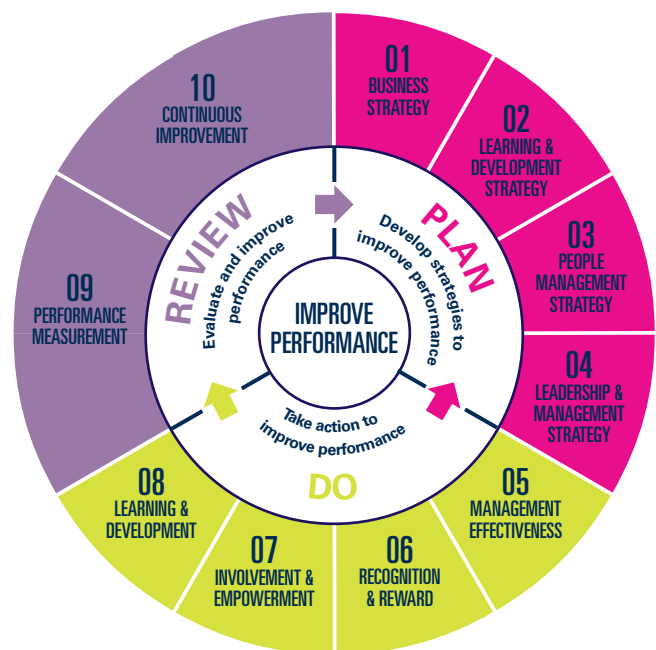 01
BUSINESS
STRATEGY
02
LEARNING &
DEVELOPMENT
STRATEGY
03
PEOPLE
MANAGEMENT
STRATEGY
04
LEADERSHIP &
MANAGEMENT
STRATEGY
05
MANAGEMENT
EFFECTIVENESS
06
RECOGNITION
& REWARD
07
INVOLVEMENT &
EMPOWERMENT
08
LEARNING &
DEVELOPMENT
09
PERFORMANCE
MEASUREMENT
10
CONTINUOUS
IMPROVEMENT
PLAN
Develop strategies to
improve performance
DO
Take action to
improve performance
REVIEW
Evaluate and improve
performance
IMPROVE
PERFORMANCE